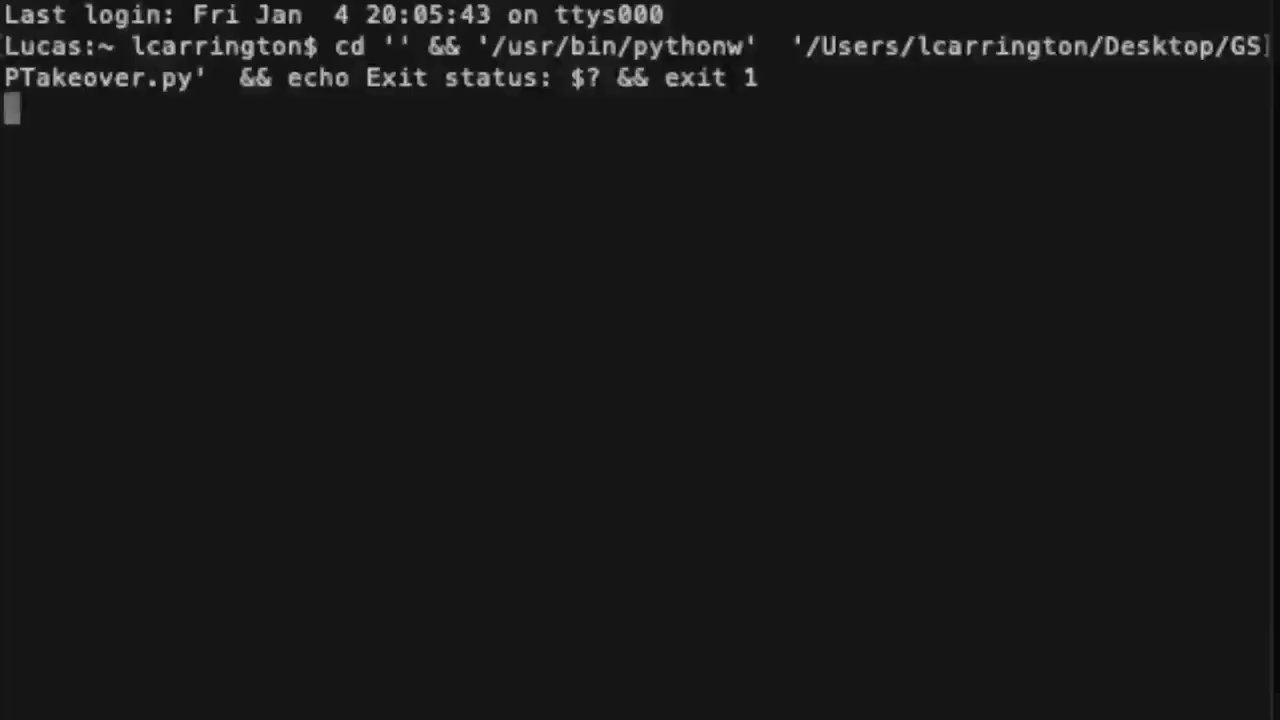 Last login: Fri Jan  4 20:05:43 on ttys000
Lucas:~ lcarrington$ cd '' && '/usr/bin/pythonw'  '/Users/lcarrington/Desktop/GS
PTakeover.py'  && echo Exit status: $? && exit 1